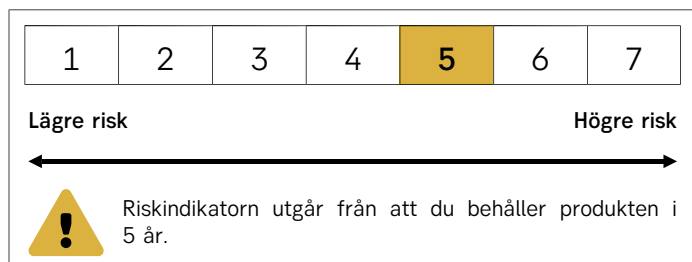 1 2 3 4 5 6 7
Lägre risk Högre risk
Riskindikatorn utgår från att du behåller produkten i
5 år.